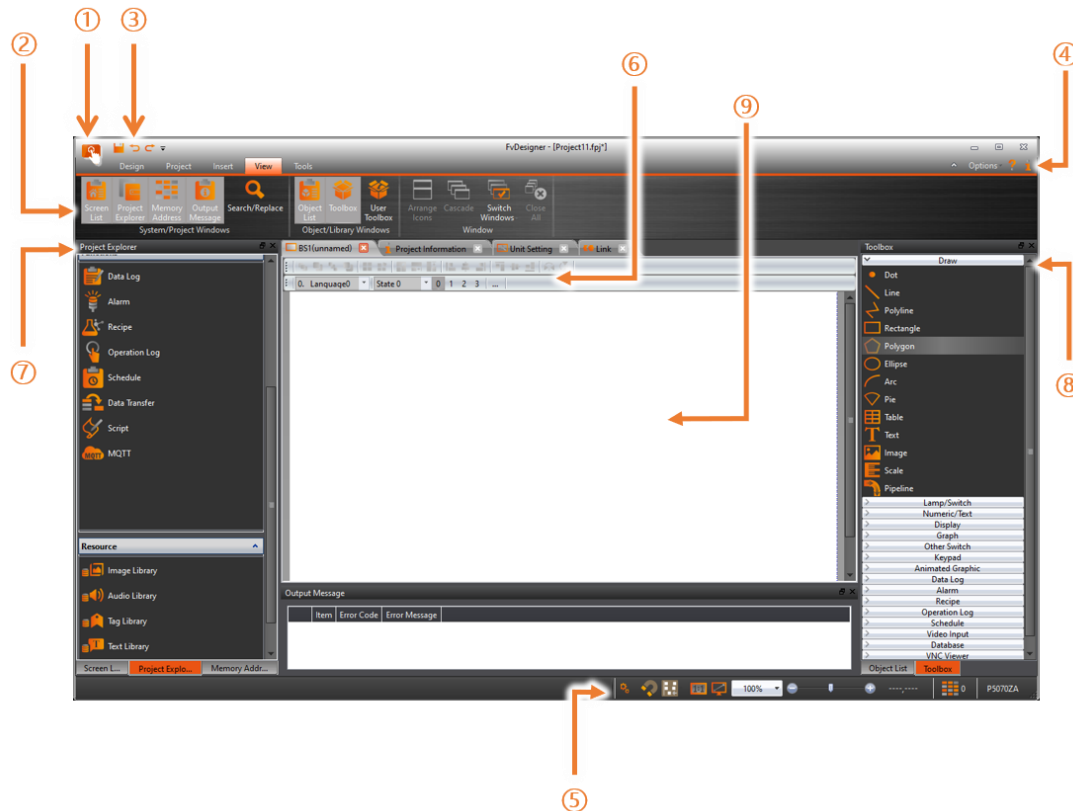 ① ③
②
⑥
④
⑨
FvDesigner - [Project11.fpj*]
Design Project Insert View Tools
Options ?
Screen List
Project Explorer
Memory Address
Output Message
Search/Replace
Object List
Toolbox
User Toolbox
Arrange Icons
Cascade
Switch Windows
Close All
System/Project Windows
Object/Library Windows
Window
Project Explorer
BS1(unnamed) Project Information Unit Setting Link
Toolbox
Functions
0. Language0 State 0 0 1 2 3 ...
Data Log
Alarm
Recipe
Operation Log
Schedule
Data Transfer
Script
MQTT
Resource
Image Library
Audio Library
Tag Library
Text Library
Screen L... Project Explo... Memory Addr...
⑦
Output Message
Item Error Code Error Message
Draw
Dot
Line
Polyline
Rectangle
Polygon
Ellipse
Arc
Pie
Table
Text
Image
Scale
Pipeline
Lamp/Switch
Numeric/Text
Display
Graph
Other Switch
Keypad
Animated Graphic
Data Log
Alarm
Recipe
Operation Log
Schedule
Video Input
Database
VNC Viewer
Object List Toolbox
⑧
100% ----,---- 0 P5070ZA
⑤